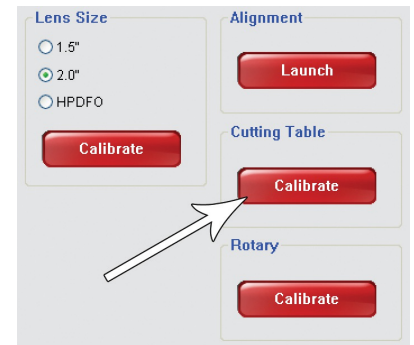 Lens Size
1.5"
2.0"
HPDFO
Calibrate
Alignment
Launch
Cutting Table
Calibrate
Rotary
Calibrate